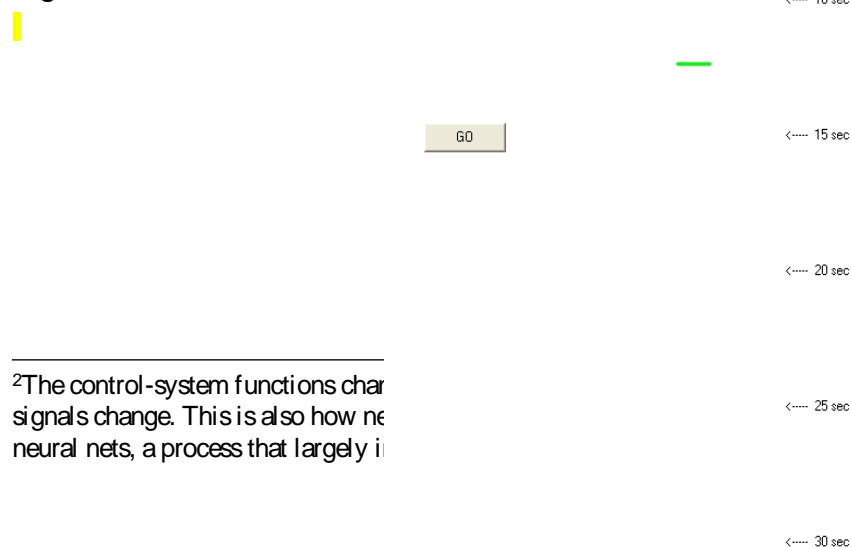 GO
<----- 15 sec
<----- 20 sec
²The control-system functions char
signals change. This is also how ne
neural nets, a process that largely i
<----- 25 sec
<----- 30 sec